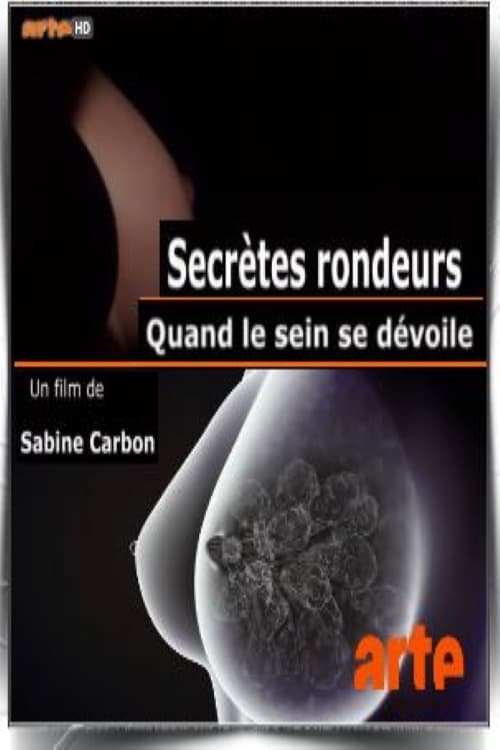 arte HD
Secrètes rondeurs
Quand le sein se dévoile
Un film de
Sabine Carbon
arte